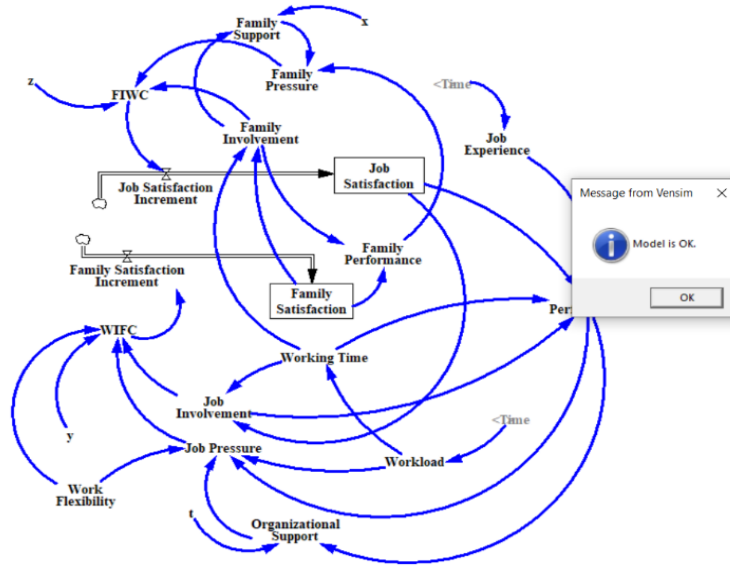 Family
Support
x
Family
Pressure
z
FIWC
<Time
Family
Involvement
Job
Experience
Job Satisfaction
Increment
Job
Satisfaction
Message from Vensim
Model is OK.
OK
Family
Performance
Family Satisfaction
Increment
Family
Satisfaction
WIFC
Working Time
Job
Involvement
<Time
y
Job Pressure
Workload
Work
Flexibility
t
Organizational
Support